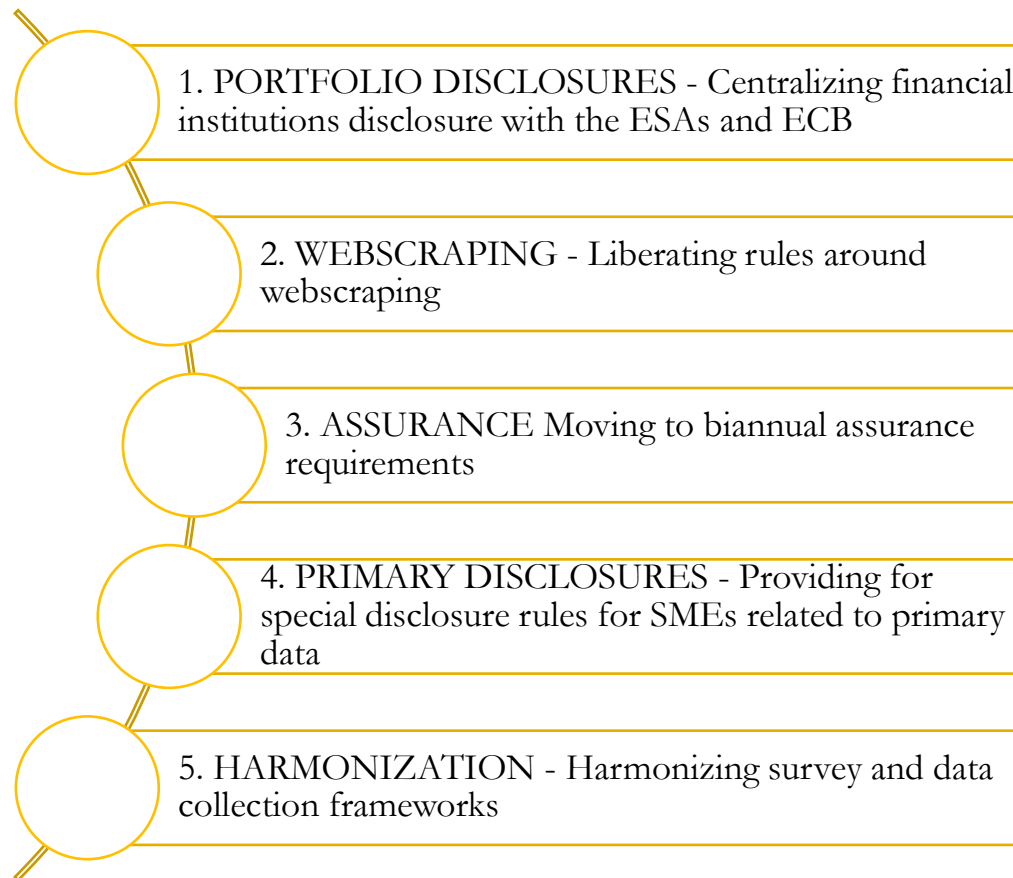 1. PORTFOLIO DISCLOSURES - Centralizing financial
institutions disclosure with the ESAs and ECB
2. WEBSCRAPING - Liberating rules around
webscraping
3. ASSURANCE Moving to biannual assurance
requirements
4. PRIMARY DISCLOSURES - Providing for
special disclosure rules for SMEs related to primary
data
5. HARMONIZATION - Harmonizing survey and data
collection frameworks